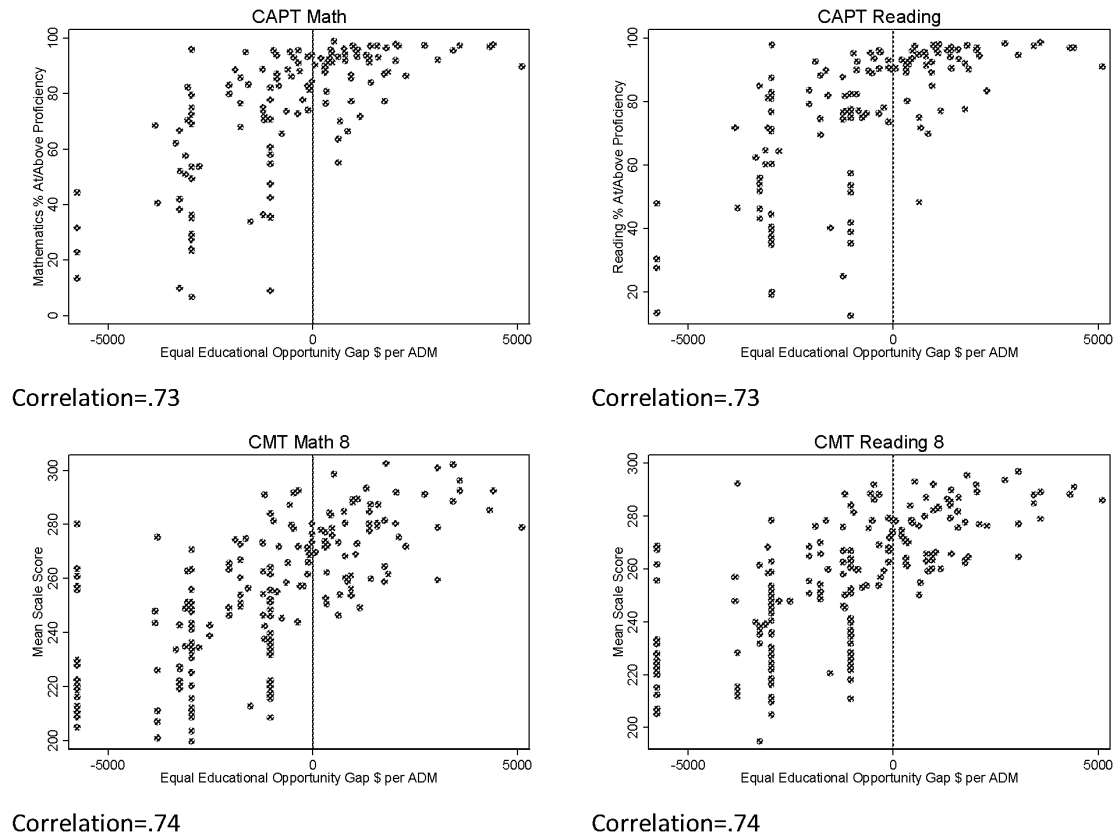 CAPT Math
Mathematics % At/Above Proficiency
100
80
60
40
20
0
-5000 0 5000
Equal Educational Opportunity Gap $ per ADM
Correlation=.73
CAPT Reading
Reading % At/Above Proficiency
100
80
60
40
20
-5000 0 5000
Equal Educational Opportunity Gap $ per ADM
Correlation=.73
CMT Math 8
Mean Scale Score
300
280
260
240
220
200
-5000 0 5000
Equal Educational Opportunity Gap $ per ADM
Correlation=.74
CMT Reading 8
Mean Scale Score
300
280
260
240
220
200
-5000 0 5000
Equal Educational Opportunity Gap $ per ADM
Correlation=.74